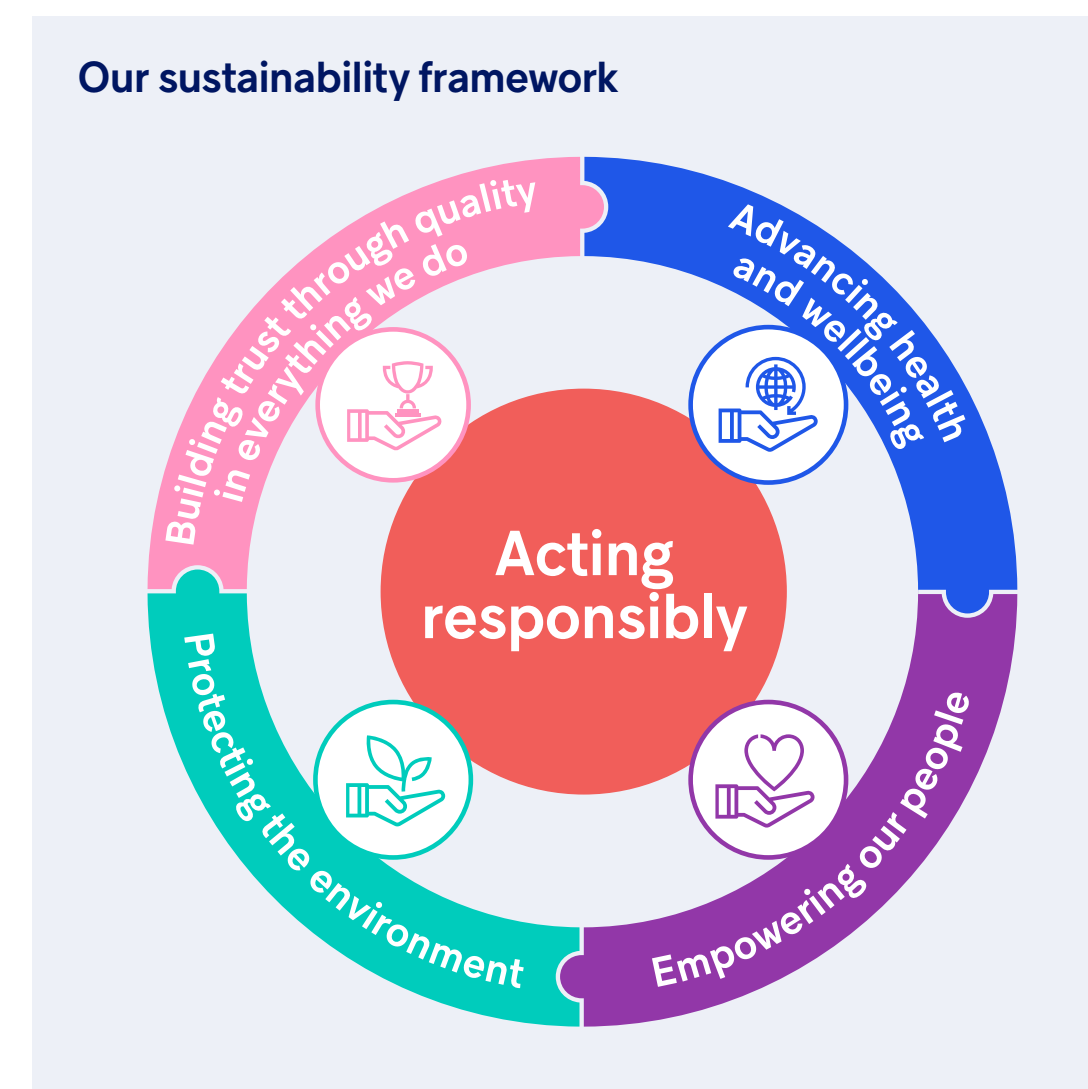 Our sustainability framework
Building trust through quality
in everything we do
Advancing health
and wellbeing
Acting
responsibly
Protecting the environment
Empowering our people